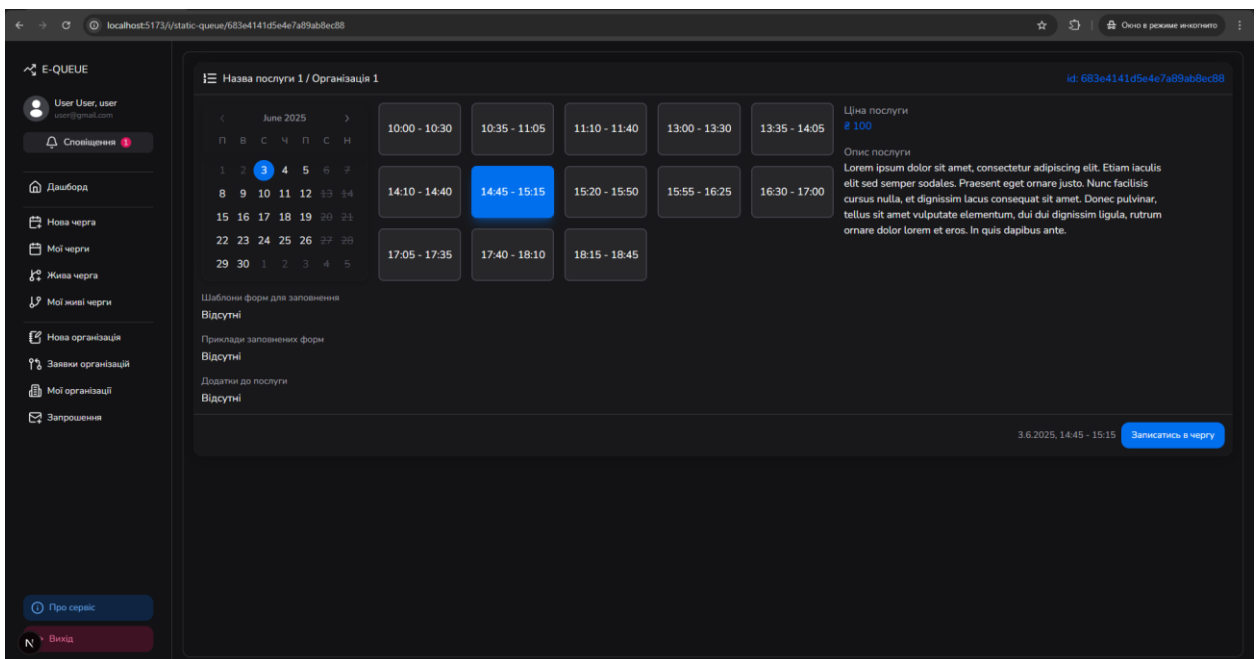 localhost:5173/i/static-queue/683e4141d5e4e7a89ab8ec88
Окно в режиме инкогнито
E-QUEUE
User User, user
user@gmail.com
Сповіщення 1
Дашборд
Нова черга
Мої черги
Жива черга
Мої живі черги
Нова організація
Заявки організацій
Мої організації
Запрошення
Про сервіс
Вихід
N
Назва послуги 1 / Організація 1
id: 683e4141d5e4e7a89ab8ec88
June 2025
П В С Ч П С Н
1 2 3 4 5 6 7
8 9 10 11 12 13 14
15 16 17 18 19 20 21
22 23 24 25 26 27 28
29 30 1 2 3 4 5
10:00 - 10:30 10:35 - 11:05 11:10 - 11:40 13:00 - 13:30 13:35 - 14:05
14:10 - 14:40 14:45 - 15:15 15:20 - 15:50 15:55 - 16:25 16:30 - 17:00
17:05 - 17:35 17:40 - 18:10 18:15 - 18:45
Ціна послуги
₴ 100
Опис послуги
Lorem ipsum dolor sit amet, consectetur adipiscing elit. Etiam iaculis
elit sed semper sodales. Praesent eget ornare justo. Nunc facilisis
cursus nulla, et dignissim lacus consequat sit amet. Donec pulvinar,
tellus sit amet vulputate elementum, dui dui dignissim ligula, rutrum
ornare dolor lorem et eros. In quis dapibus ante.
Шаблони форм для заповнення
Відсутні
Приклади заповнених форм
Відсутні
Додатки до послуги
Відсутні
3.6.2025, 14:45 - 15:15
Записатись в чергу